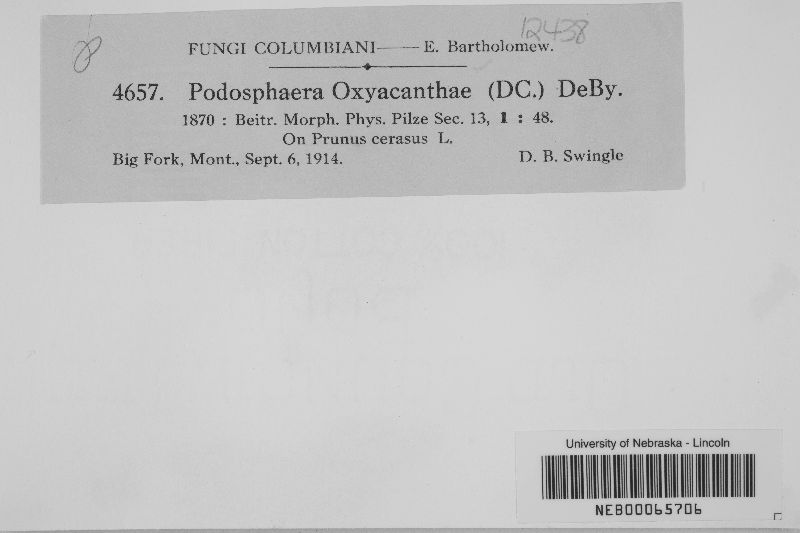 8
12438
FUNGI COLUMBIANI—— E. Bartholomew.
4657. Podosphaera Oxyacanthae (DC.) DeBy.
1870 : Beitr. Morph. Phys. Pilze Sec. 13, 1 : 48.
On Prunus cerasus L.
Big Fork, Mont., Sept. 6, 1914. D. B. Swingle
University of Nebraska - Lincoln
NEB00065706